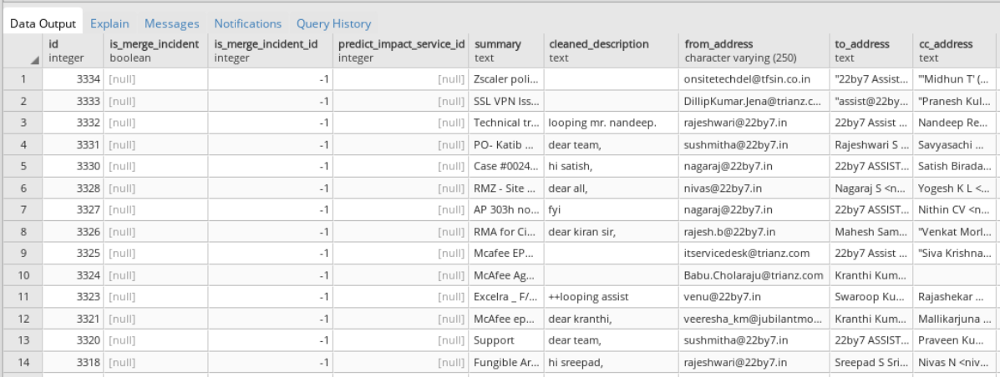 Data Output Explain Messages Notifications Query History
id is_merge_incident is_merge_incident_id predict_impact_service_id summary cleaned_description from_address to_address cc_address
integer boolean integer integer text text character varying (250) text text
1 3334 [null] -1 [null] Zscaler poli... onsitetechdel@tfsin.co.in "22by7 Assist... "'Midhun T' (...
2 3333 [null] -1 [null] SSL VPN Iss... DillipKumar.Jena@trianz.c... "assist@22by... "Pranesh Kul...
3 3332 [null] -1 [null] Technical tr... looping mr. nandeep. rajeshwari@22by7.in 22by7 Assist ... Nandeep Re...
4 3331 [null] -1 [null] PO- Katib ... dear team, sushmitha@22by7.in Rajeshwari S ... Savyasachi ...
5 3330 [null] -1 [null] Case #0024... hi satish, nagaraj@22by7.in 22by7 ASSIST... Satish Birada...
6 3328 [null] -1 [null] RMZ - Site ... dear all, nivas@22by7.in Nagaraj S <n... Yogesh K L <...
7 3327 [null] -1 [null] AP 303h no... fyi nagaraj@22by7.in 22by7 ASSIST... Nithin CV <n...
8 3326 [null] -1 [null] RMA for Ci... dear kiran sir, rajesh.b@22by7.in Mahesh Sam... "Venkat Morl...
9 3325 [null] -1 [null] Mcafee EP... itservicedesk@trianz.com 22by7 Assist ... "Siva Krishna...
10 3324 [null] -1 [null] McAfee Ag... Babu.Cholaraju@trianz.com Kranthi Kum...
11 3323 [null] -1 [null] Excelra _ F/... ++looping assist venu@22by7.in Swaroop Ku... Rajashekar ...
12 3321 [null] -1 [null] McAfee ep... dear kranthi, veeresha_km@jubilantmo... Kranthi Kum... Mallikarjuna ...
13 3320 [null] -1 [null] Support dear team, sushmitha@22by7.in 22by7 ASSIST... Praveen Ku...
14 3318 [null] -1 [null] Fungible Ar... hi sreepad, rajeshwari@22by7.in Sreepad S Sri... Nivas N <niv...